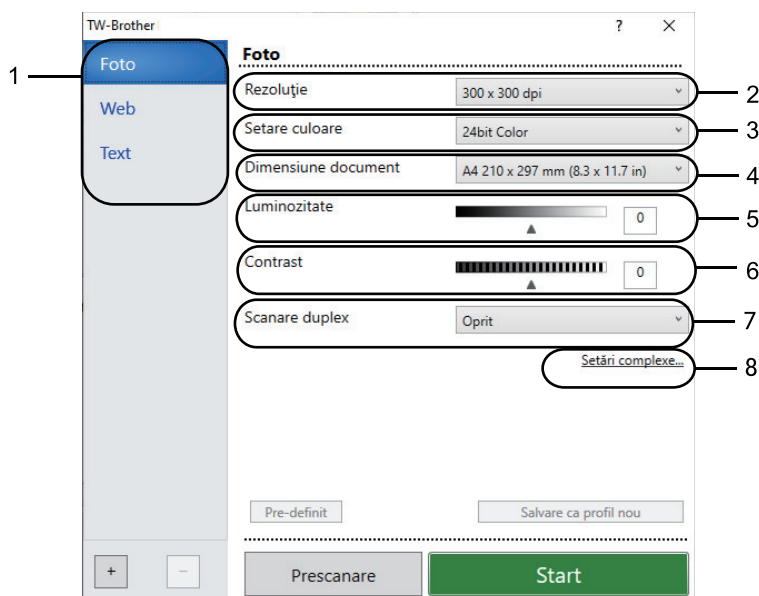 TW-Brother ? ×
1
Foto
Web
Text
Foto
Rezoluţie 300 x 300 dpi 2
Setare culoare 24bit Color 3
Dimensiune document A4 210 x 297 mm (8.3 x 11.7 in) 4
Luminozitate 0 5
Contrast 0 6
Scanare duplex Oprit 7
Setări complexe... 8
Pre-definit Salvare ca profil nou
+ − Prescanare Start